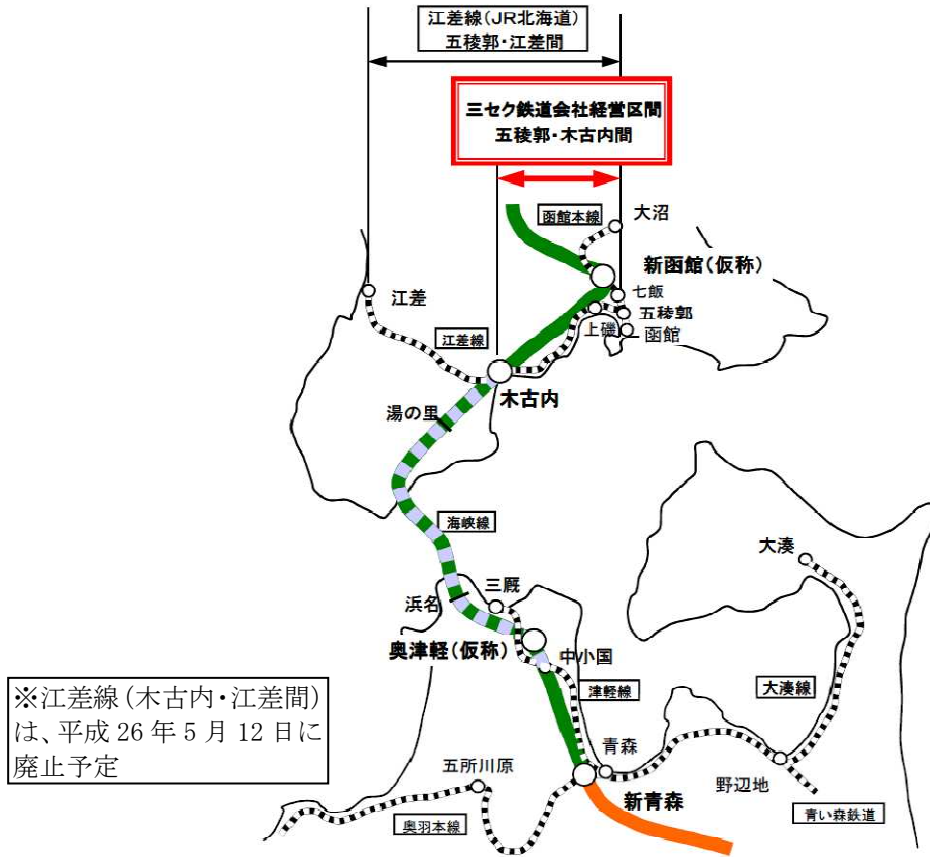 江差線(JR北海道)
五稜郭・江差間
三セク鉄道会社経営区間
五稜郭・木古内間
函館本線
大沼
新函館(仮称)
江差
七飯
五稜郭
上磯
函館
江差線
木古内
湯の里
海峡線
大湊
三厩
浜名
奥津軽(仮称)
中小国
津軽線
大湊線
※江差線(木古内・江差間)
は、平成 26 年 5 月 12 日に
廃止予定
青森
五所川原
野辺地
新青森
奥羽本線
青い森鉄道